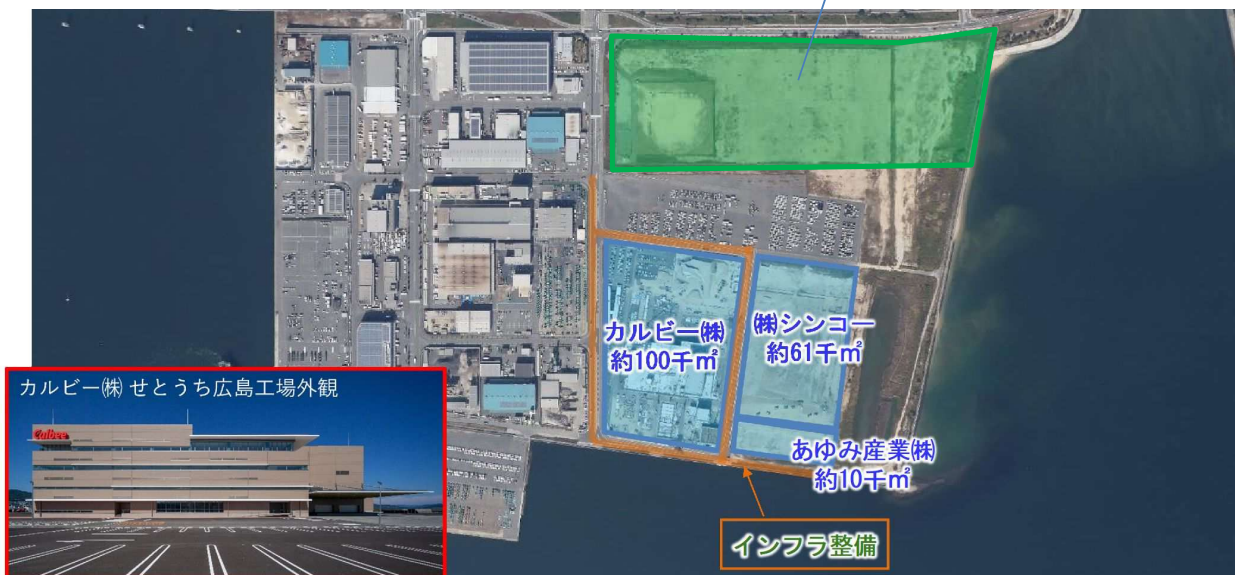 カルビー㈱
約100千㎡
㈱シンコー
約61千㎡
あゆみ産業㈱
約10千㎡
インフラ整備
カルビー㈱ せとうち広島工場外観
Calbee